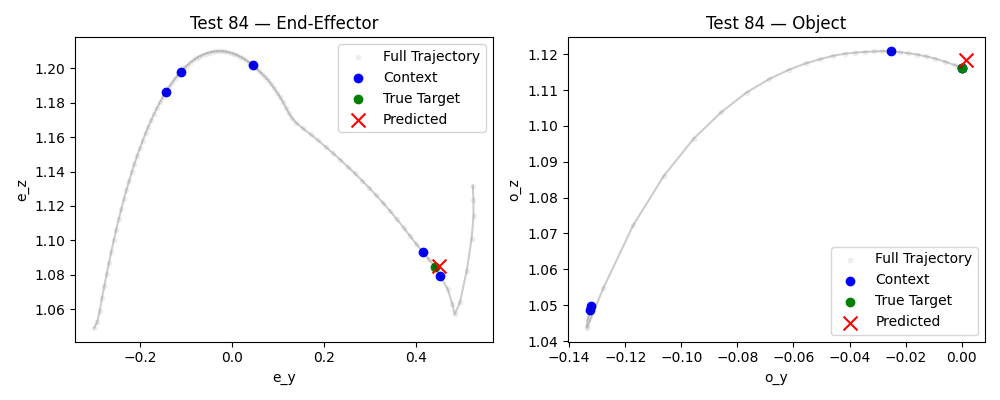 Test 84 — End-Effector
e_z
1.20
1.18
1.16
1.14
1.12
1.10
1.08
1.06
Full Trajectory
Context
True Target
Predicted
−0.2
0.0
0.2
0.4
e_y
Test 84 — Object
o_z
1.12
1.11
1.10
1.09
1.08
1.07
1.06
1.05
1.04
Full Trajectory
Context
True Target
Predicted
−0.14
−0.12
−0.10
−0.08
−0.06
−0.04
−0.02
0.00
o_y